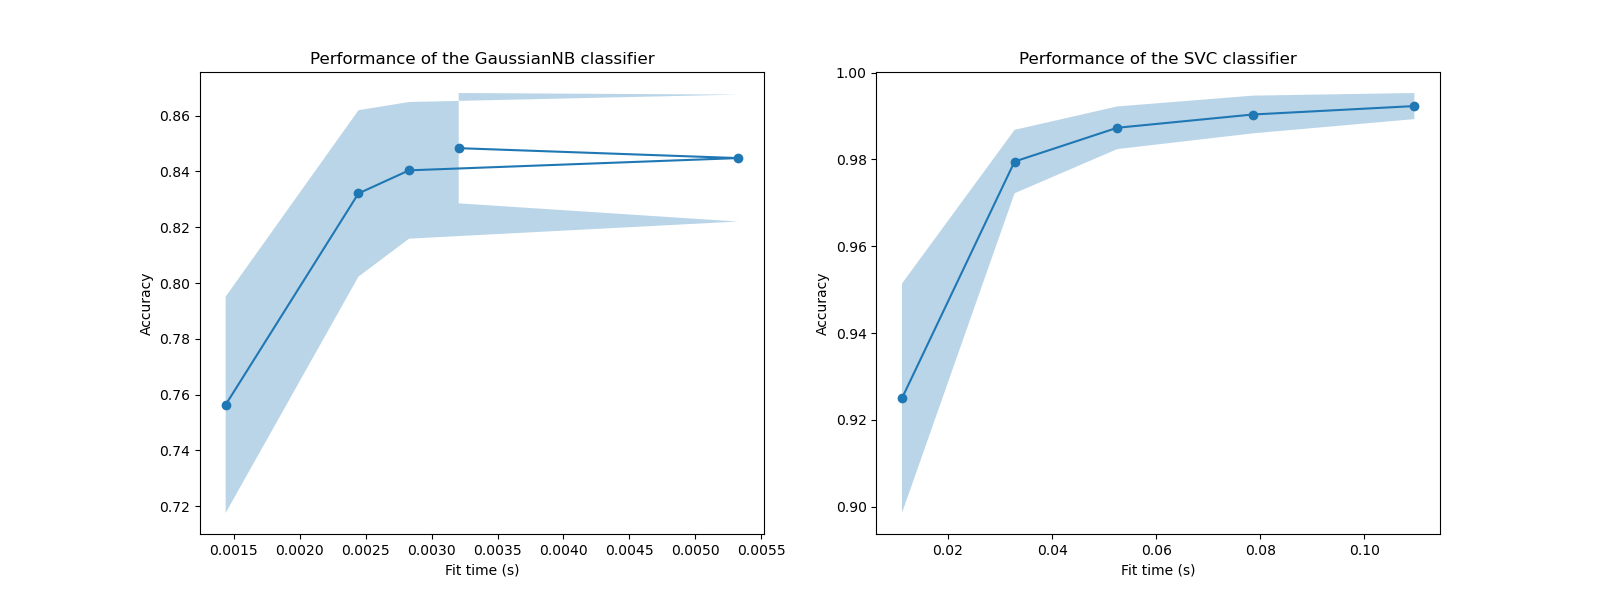 Performance of the GaussianNB classifier
0.86
0.84
0.82
0.80
0.78
0.76
0.74
0.72
Accuracy
0.0015 0.0020 0.0025 0.0030 0.0035 0.0040 0.0045 0.0050 0.0055
Fit time (s)
Performance of the SVC classifier
1.00
0.98
0.96
0.94
0.92
0.90
Accuracy
0.02 0.04 0.06 0.08 0.10
Fit time (s)